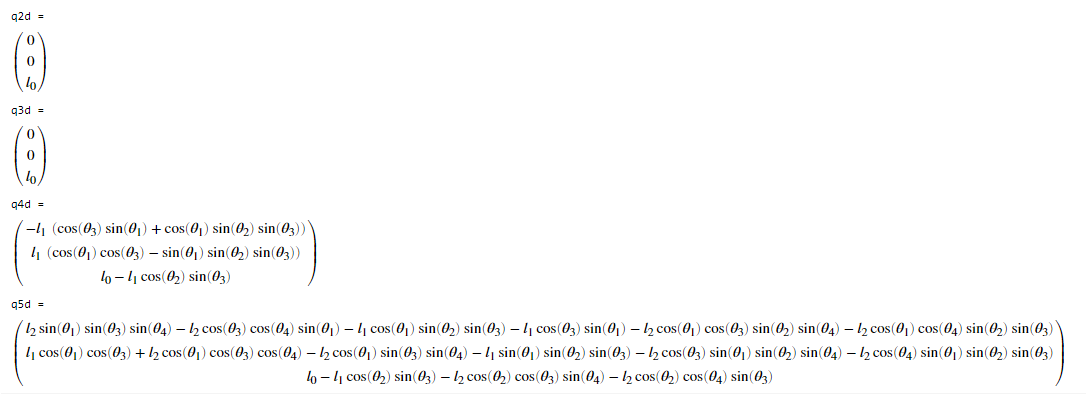 q2d =
0
0
l₀
q3d =
0
0
l₀
q4d =
−l₁ (cos(θ₃) sin(θ₁) + cos(θ₁) sin(θ₂) sin(θ₃))
l₁ (cos(θ₁) cos(θ₃) − sin(θ₁) sin(θ₂) sin(θ₃))
l₀ − l₁ cos(θ₂) sin(θ₃)
q5d =
l₂ sin(θ₁) sin(θ₃) sin(θ₄) − l₂ cos(θ₃) cos(θ₄) sin(θ₁) − l₁ cos(θ₁) sin(θ₂) sin(θ₃) − l₁ cos(θ₃) sin(θ₁) − l₂ cos(θ₁) cos(θ₃) sin(θ₂) sin(θ₄) − l₂ cos(θ₁) cos(θ₄) sin(θ₂) sin(θ₃)
l₁ cos(θ₁) cos(θ₃) + l₂ cos(θ₁) cos(θ₃) cos(θ₄) − l₂ cos(θ₁) sin(θ₃) sin(θ₄) − l₁ sin(θ₁) sin(θ₂) sin(θ₃) − l₂ cos(θ₃) sin(θ₁) sin(θ₂) sin(θ₄) − l₂ cos(θ₄) sin(θ₁) sin(θ₂) sin(θ₃)
l₀ − l₁ cos(θ₂) sin(θ₃) − l₂ cos(θ₂) cos(θ₃) sin(θ₄) − l₂ cos(θ₂) cos(θ₄) sin(θ₃)